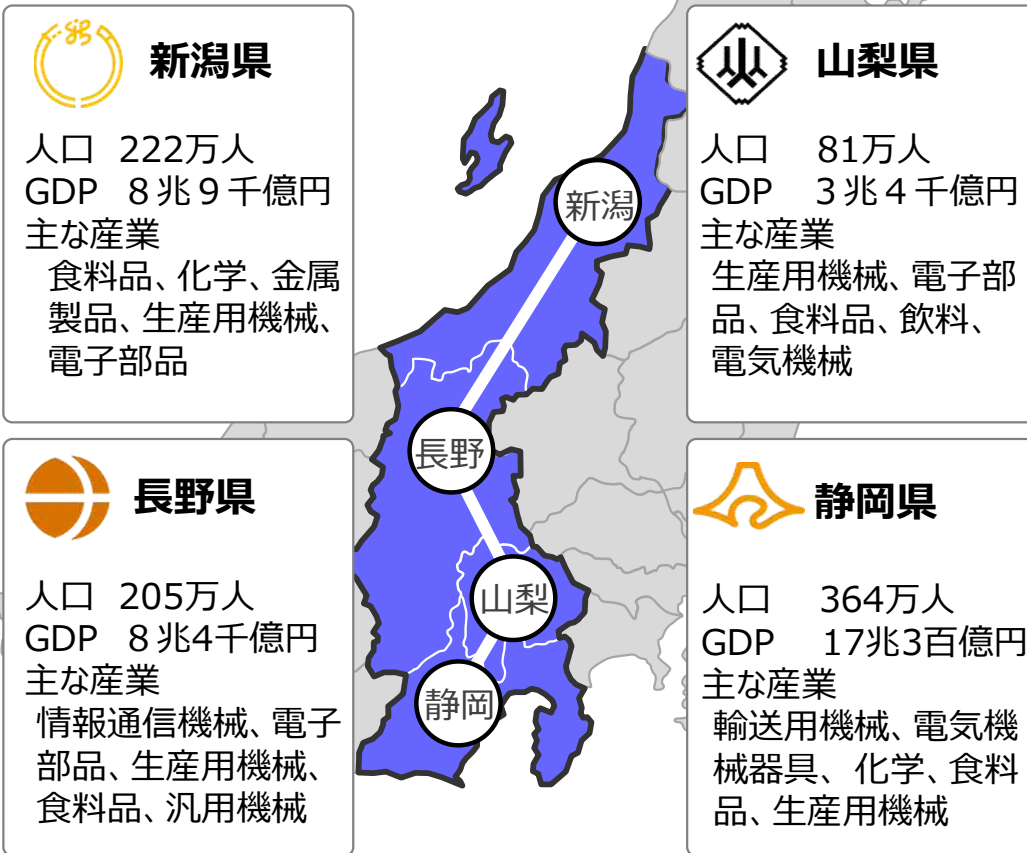 新潟県
人口 222万人
GDP 8兆9千億円
主な産業
食料品、化学、金属
製品、生産用機械、
電子部品
山梨県
人口 81万人
GDP 3兆4千億円
主な産業
生産用機械、電子部
品、食料品、飲料、
電気機械
新潟
長野
山梨
静岡
長野県
人口 205万人
GDP 8兆4千億円
主な産業
情報通信機械、電子
部品、生産用機械、
食料品、汎用機械
静岡県
人口 364万人
GDP 17兆3百億円
主な産業
輸送用機械、電気機
械器具、化学、食料
品、生産用機械